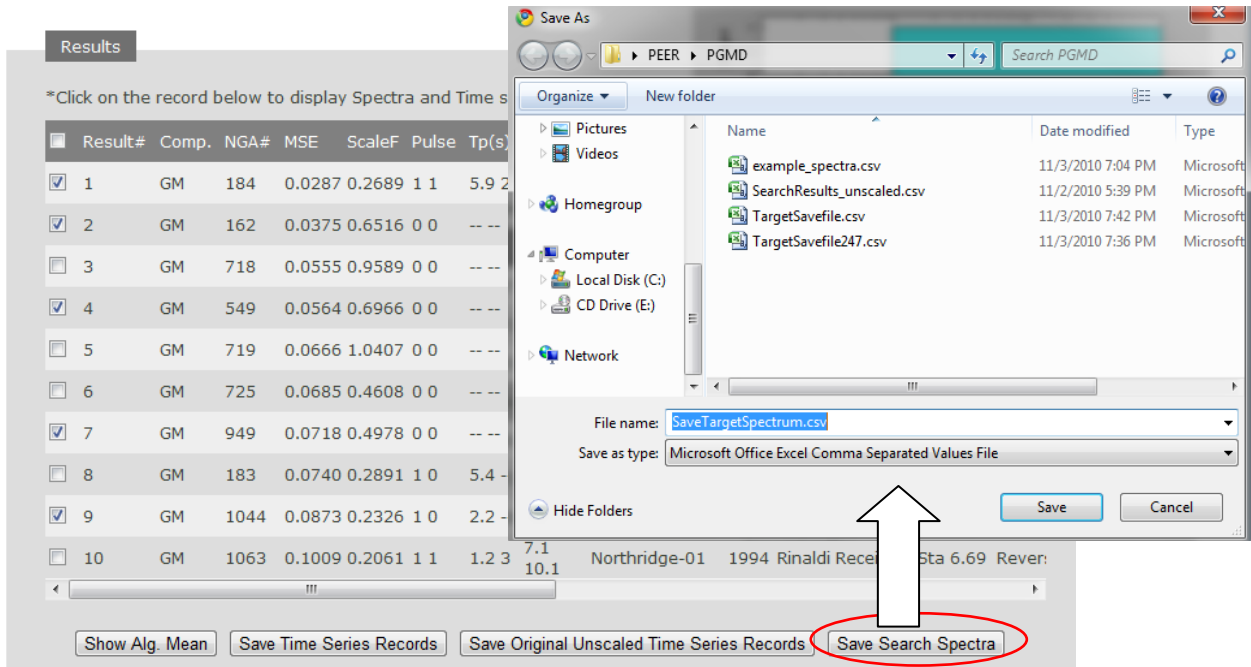 Results
*Click on the record below to display Spectra and Time s
Result# Comp. NGA# MSE ScaleF Pulse Tp(s)
1 GM 184 0.0287 0.2689 1 1 5.9 2
2 GM 162 0.0375 0.6516 0 0 -- --
3 GM 718 0.0555 0.9589 0 0 -- --
4 GM 549 0.0564 0.6966 0 0 -- --
5 GM 719 0.0666 1.0407 0 0 -- --
6 GM 725 0.0685 0.4608 0 0 -- --
7 GM 949 0.0718 0.4978 0 0 -- --
8 GM 183 0.0740 0.2891 1 0 5.4 -
9 GM 1044 0.0873 0.2326 1 0 2.2 -
10 GM 1063 0.1009 0.2061 1 1 1.2 3 7.1 10.1 Northridge-01 1994 Rinaldi Recei Sta 6.69 Revers
Show Alg. Mean Save Time Series Records Save Original Unscaled Time Series Records Save Search Spectra
Save As
PEER PGMD Search PGMD
Organize New folder
Pictures
Videos
Homegroup
Computer
Local Disk (C:)
CD Drive (E:)
Network
Name Date modified Type
example_spectra.csv 11/3/2010 7:04 PM Microsoft
SearchResults_unscaled.csv 11/2/2010 5:39 PM Microsoft
TargetSavefile.csv 11/3/2010 7:42 PM Microsoft
TargetSavefile247.csv 11/3/2010 7:36 PM Microsoft
File name: SaveTargetSpectrum.csv
Save as type: Microsoft Office Excel Comma Separated Values File
Hide Folders Save Cancel